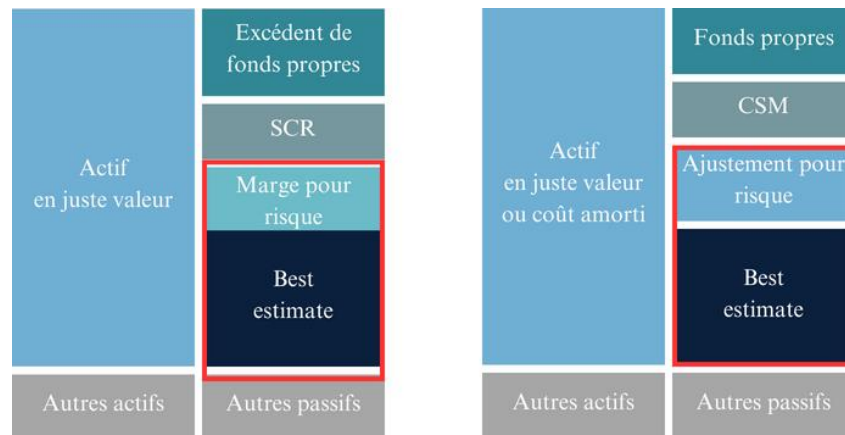 Actif
en juste valeur
Autres actifs
Excédent de
fonds propres
SCR
Marge pour
risque
Best
estimate
Autres passifs
Actif
en juste valeur
ou coût amorti
Autres actifs
Fonds propres
CSM
Ajustement pour
risque
Best
estimate
Autres passifs